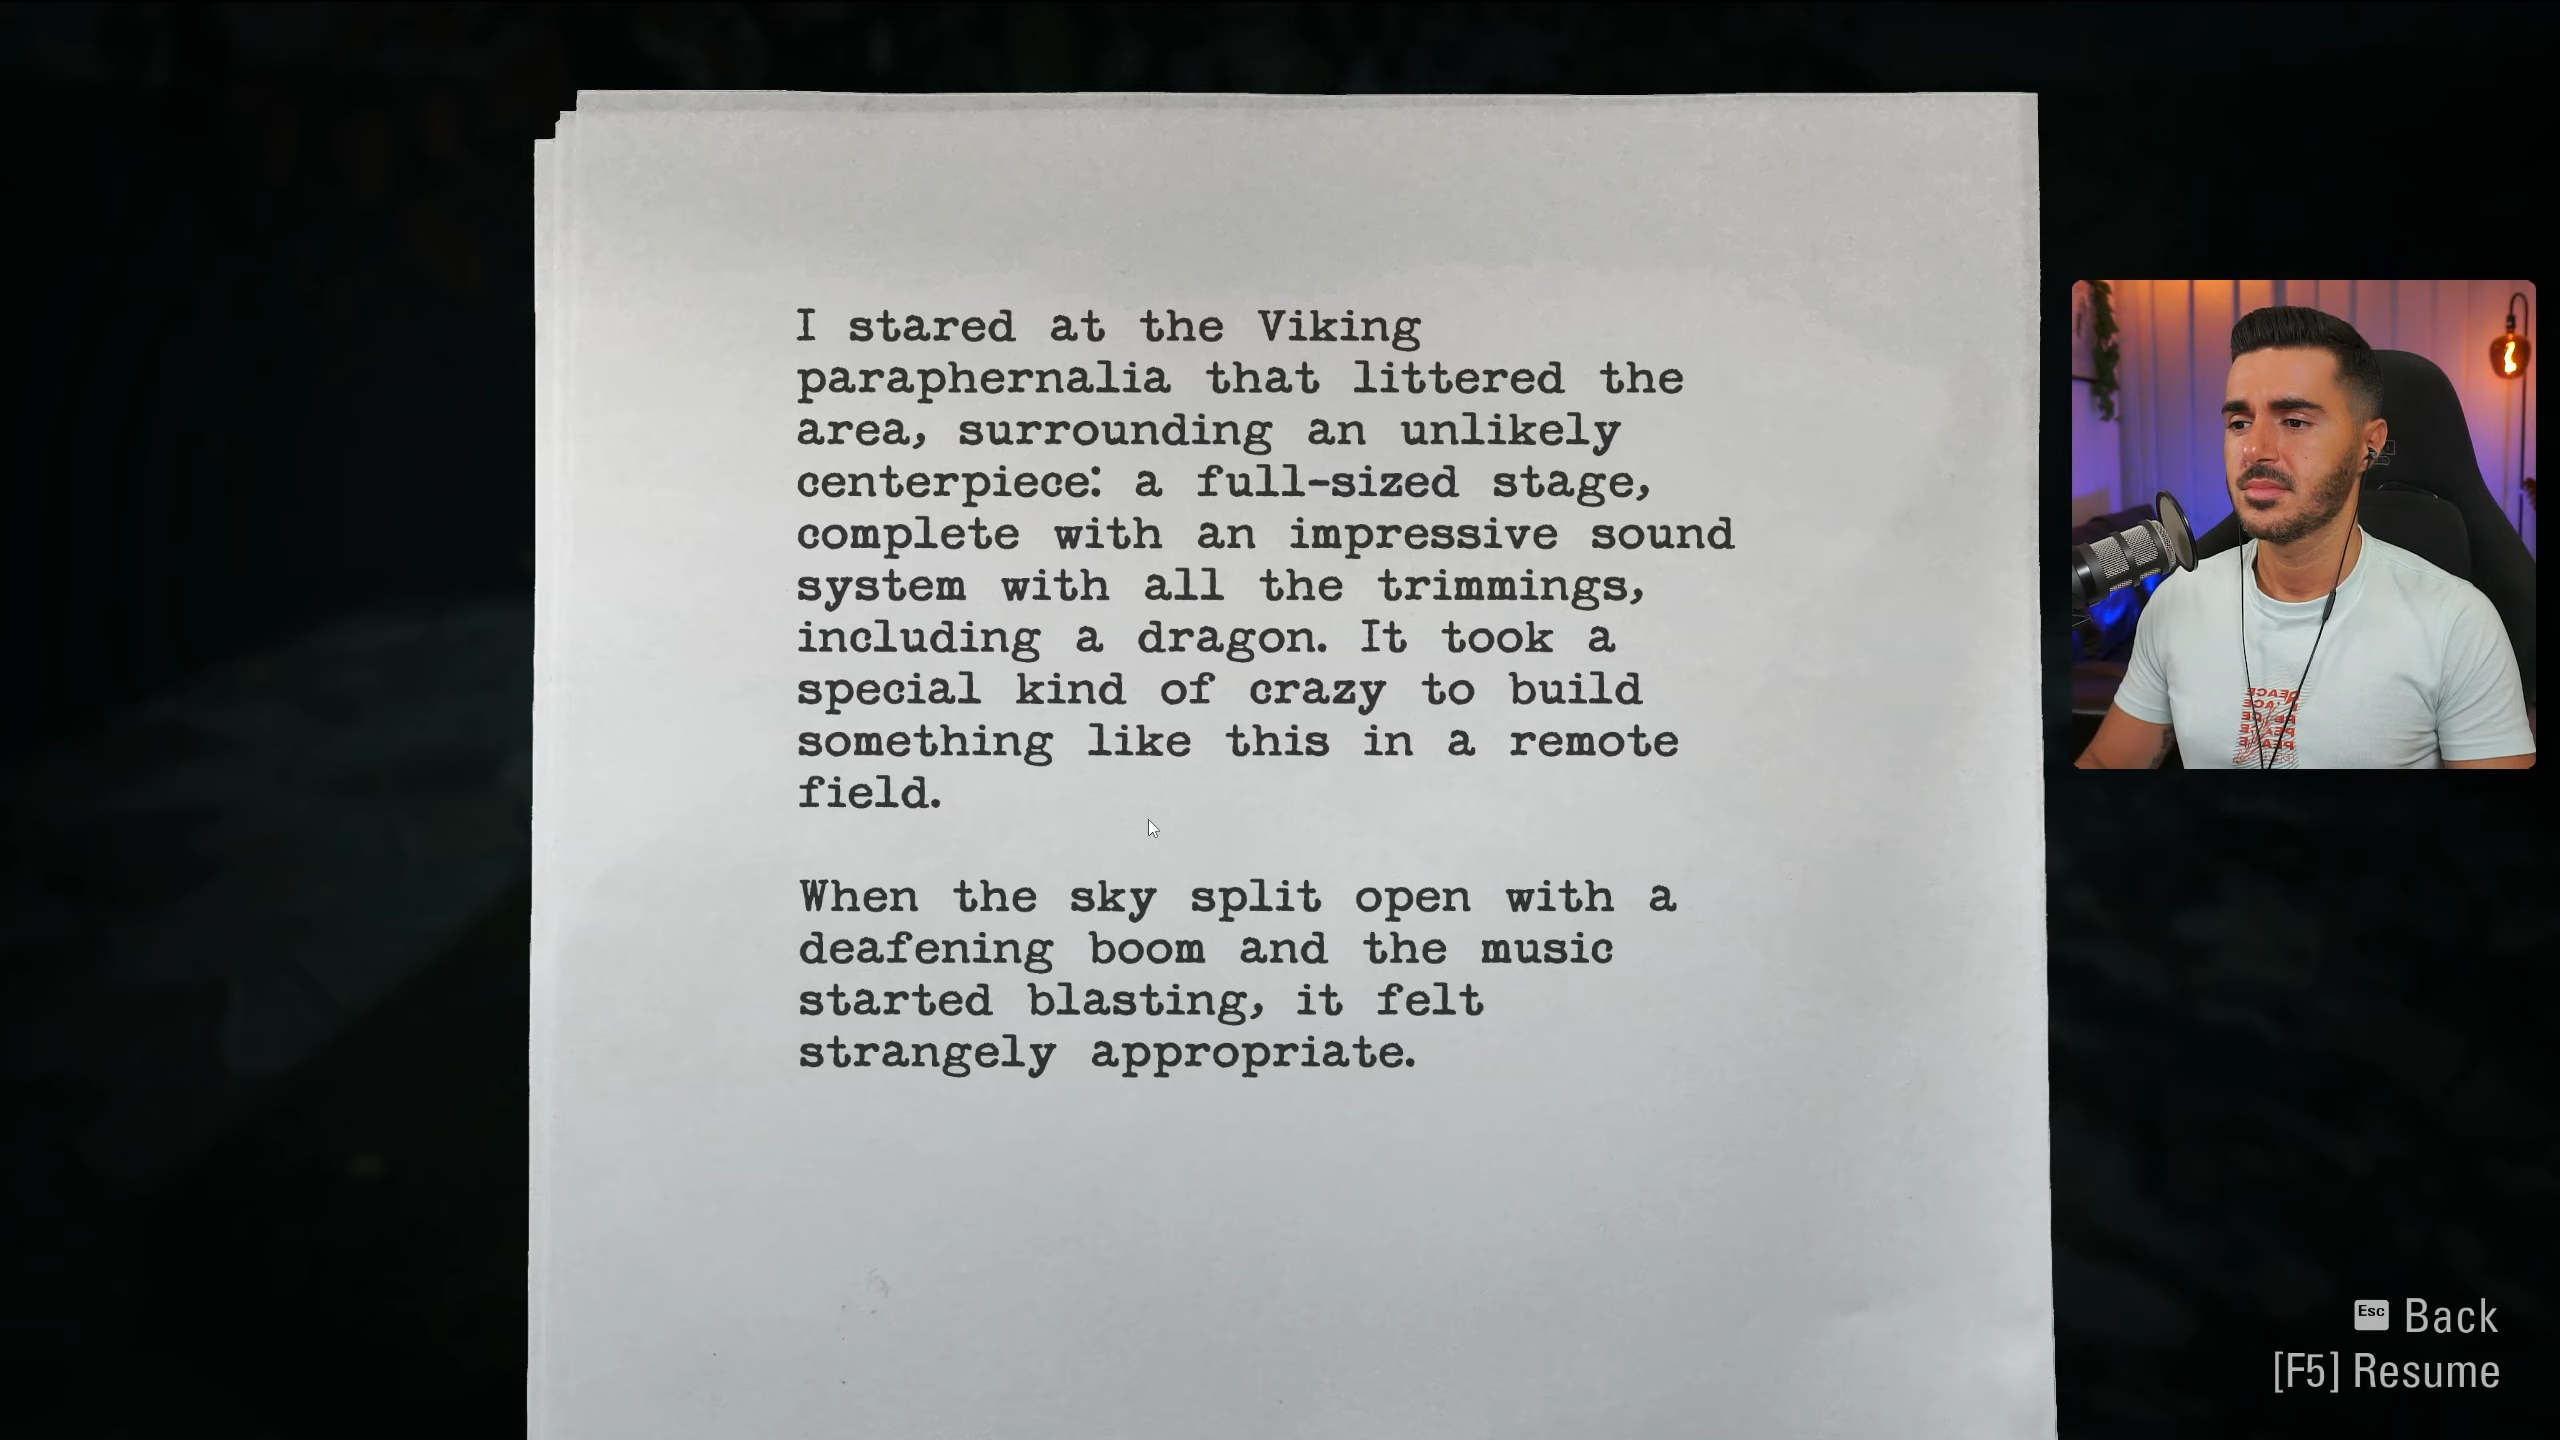 I stared at the Viking
paraphernalia that littered the
area, surrounding an unlikely
centerpiece: a full-sized stage,
complete with an impressive sound
system with all the trimmings,
including a dragon. It took a
special kind of crazy to build
something like this in a remote
field.
When the sky split open with a
deafening boom and the music
started blasting, it felt
strangely appropriate.
PEACE
Esc Back
[F5] Resume